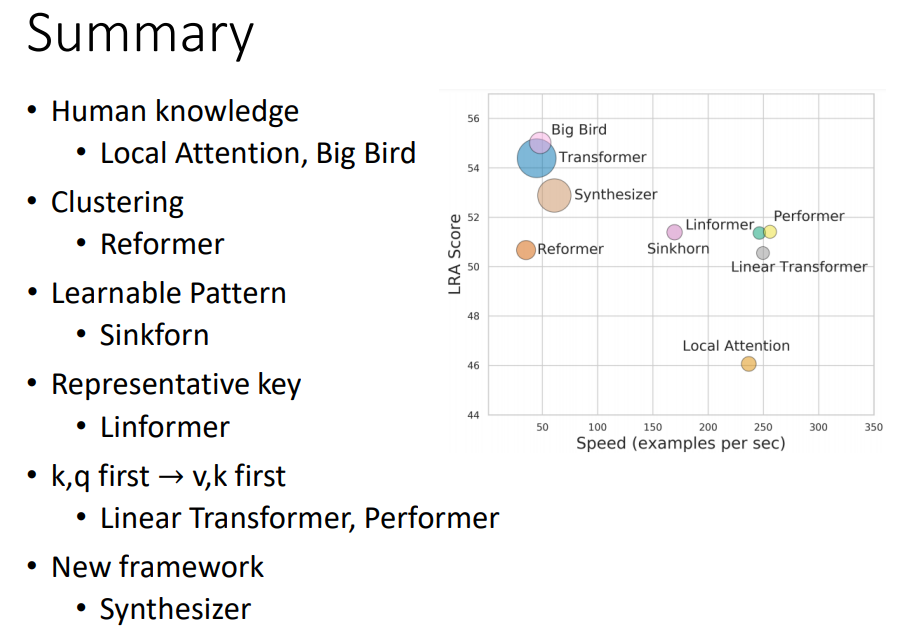 Summary
• Human knowledge
• Local Attention, Big Bird
• Clustering
• Reformer
• Learnable Pattern
• Sinkforn
• Representative key
• Linformer
• k,q first → v,k first
• Linear Transformer, Performer
• New framework
• Synthesizer
56
54
52
50
48
46
44
LRA Score
Big Bird
Transformer
Synthesizer
Performer
Linformer
Reformer
Sinkhorn
Linear Transformer
Local Attention
50 100 150 200 250 300 350
Speed (examples per sec)